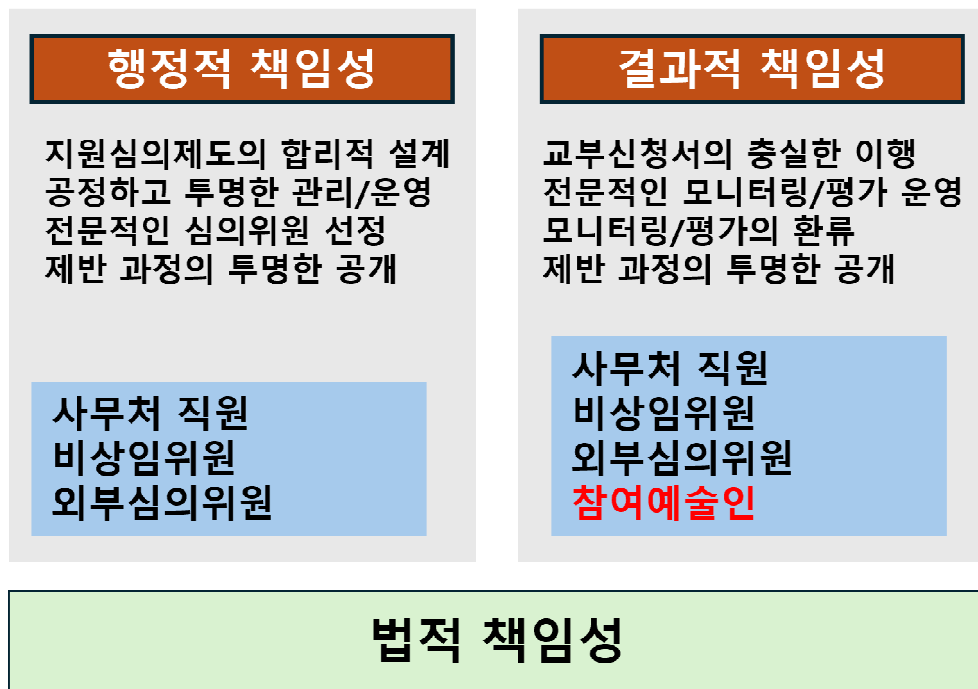 행정적 책임성
지원심의제도의 합리적 설계
공정하고 투명한 관리/운영
전문적인 심의위원 선정
제반 과정의 투명한 공개
사무처 직원
비상임위원
외부심의위원
결과적 책임성
교부신청서의 충실한 이행
전문적인 모니터링/평가 운영
모니터링/평가의 환류
제반 과정의 투명한 공개
사무처 직원
비상임위원
외부심의위원
참여예술인
법적 책임성